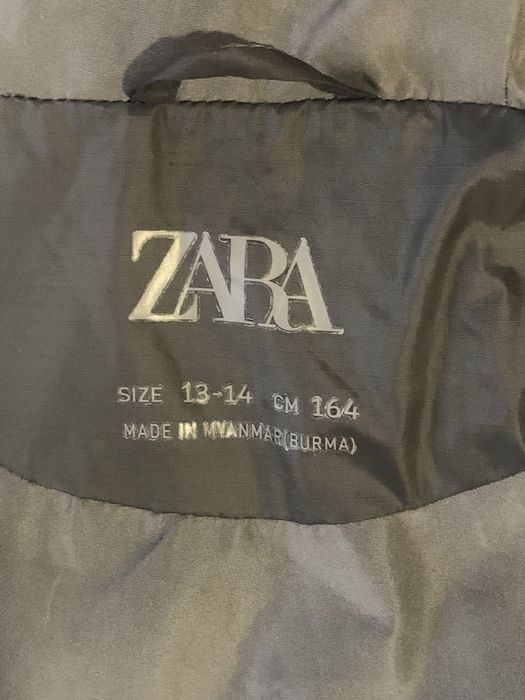 ZARA
SIZE 13-14 CM 164
MADE IN MYANMAR(BURMA)